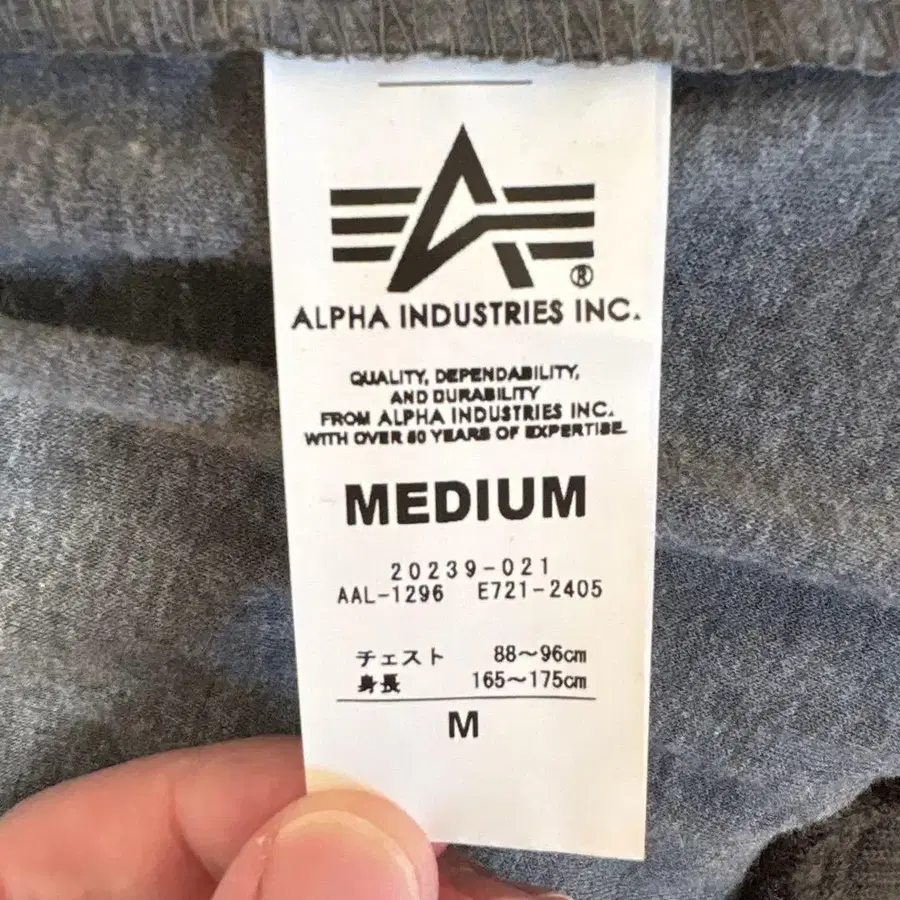 ®
ALPHA INDUSTRIES INC.
QUALITY, DEPENDABILITY,
AND DURABILITY
FROM ALPHA INDUSTRIES INC.
WITH OVER 50 YEARS OF EXPERTISE.
MEDIUM
20239-021
AAL-1296 E721-2405
チェスト 88～96cm
身長 165～175cm
M